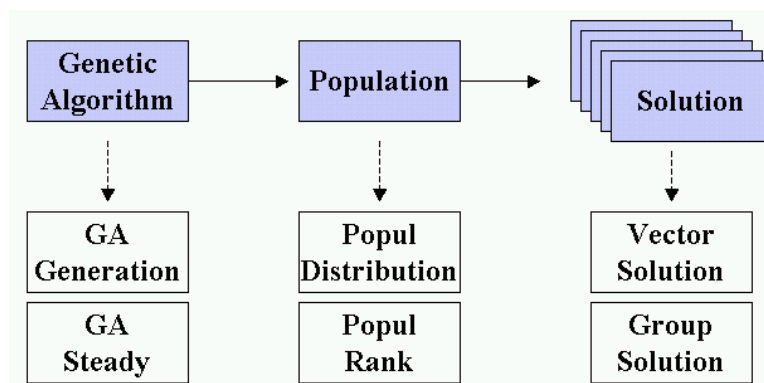 Genetic
Algorithm
Population
Solution
GA
Generation
Popul
Distribution
Vector
Solution
GA
Steady
Popul
Rank
Group
Solution